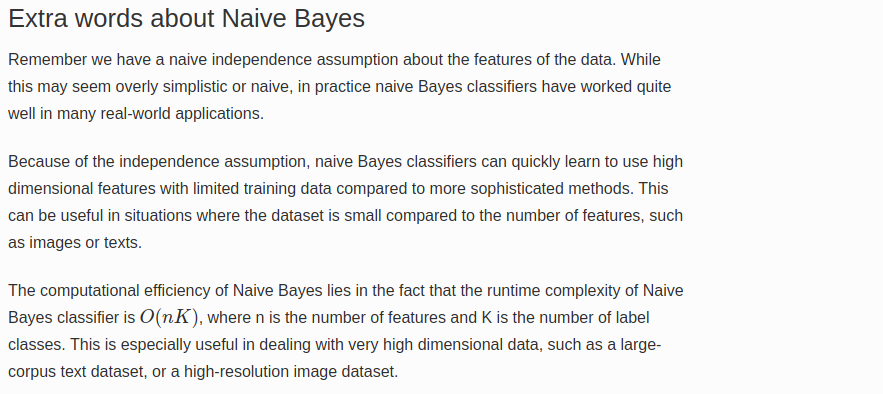 Extra words about Naive Bayes
Remember we have a naive independence assumption about the features of the data. While
this may seem overly simplistic or naive, in practice naive Bayes classifiers have worked quite
well in many real-world applications.
Because of the independence assumption, naive Bayes classifiers can quickly learn to use high
dimensional features with limited training data compared to more sophisticated methods. This
can be useful in situations where the dataset is small compared to the number of features, such
as images or texts.
The computational efficiency of Naive Bayes lies in the fact that the runtime complexity of Naive
Bayes classifier is O(nK), where n is the number of features and K is the number of label
classes. This is especially useful in dealing with very high dimensional data, such as a large-
corpus text dataset, or a high-resolution image dataset.